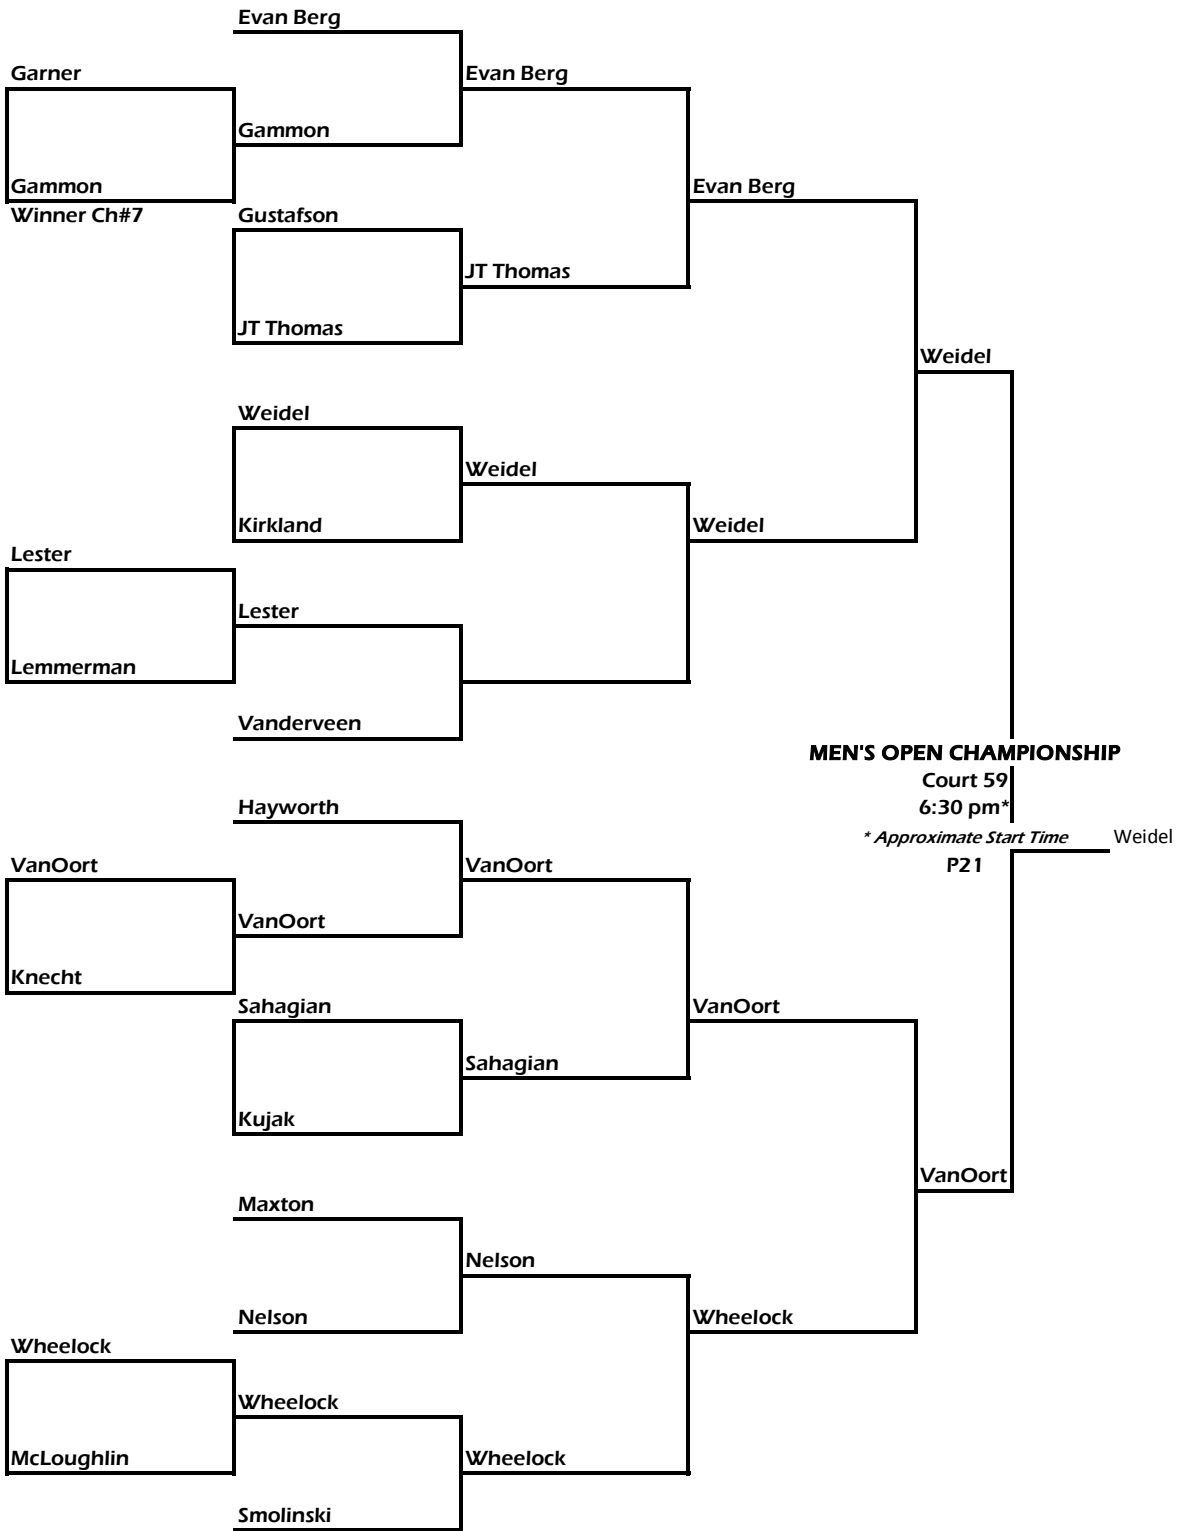 Evan Berg
Garner
Evan Berg
Gammon
Gammon
Evan Berg
Winner Ch#7
Gustafson
JT Thomas
JT Thomas
Weidel
Weidel
Weidel
Kirkland
Weidel
Lester
Lester
Lemmerman
Vanderveen
MEN'S OPEN CHAMPIONSHIP
Court 59
Hayworth
6:30 pm*
* Approximate Start Time
Weidel
VanOort
VanOort
P21
VanOort
Knecht
Sahagian
VanOort
Sahagian
Kujak
VanOort
Maxton
Nelson
Nelson
Wheelock
Wheelock
Wheelock
McLoughlin
Wheelock
Smolinski